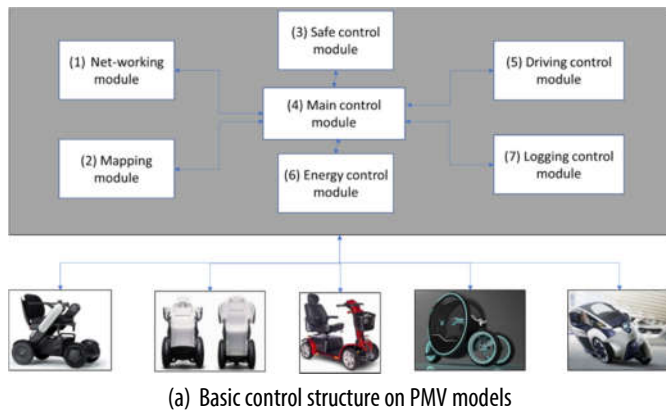 (3) Safe control
module
(1) Net-working
module
(5) Driving control
module
(4) Main control
module
(2) Mapping
module
(6) Energy control
module
(7) Logging control
module
(a) Basic control structure on PMV models